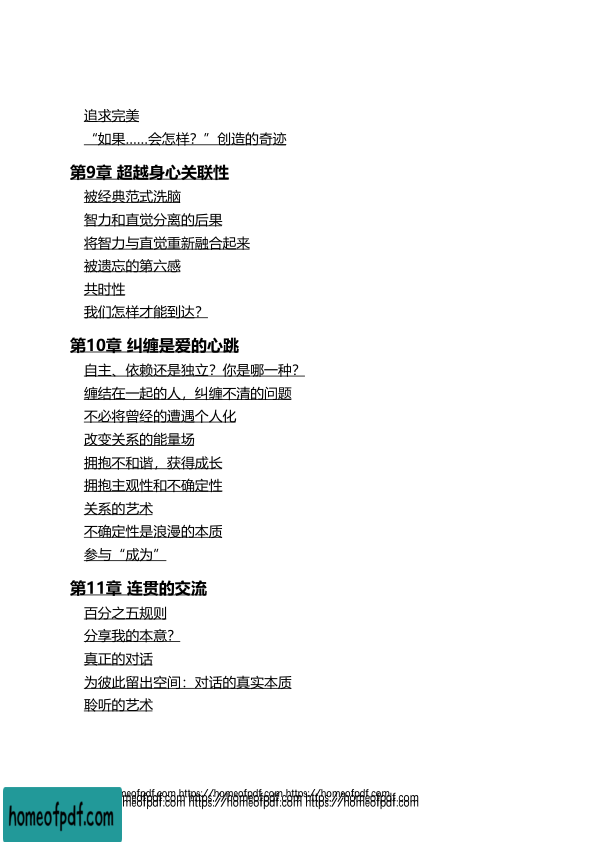 追求完美
“如果……会怎样？”创造的奇迹
第9章 超越身心关联性
被经典范式洗脑
智力和直觉分离的后果
将智力与直觉重新融合起来
被遗忘的第六感
共时性
我们怎样才能到达？
第10章 纠缠是爱的心跳
自主、依赖还是独立？你是哪一种？
缠结在一起的人，纠缠不清的问题
不必将曾经的遭遇个人化
改变关系的能量场
拥抱不和谐，获得成长
拥抱主观性和不确定性
关系的艺术
不确定性是浪漫的本质
参与“成为”
第11章 连贯的交流
百分之五规则
分享我的本意？
真正的对话
为彼此留出空间：对话的真实本质
聆听的艺术
meofpdf.com https://homeofpdf.com https://homeofpdf.com
meofpdf.com https://homeofpdf.com https://homeofpdf.com
homeofpdf.com